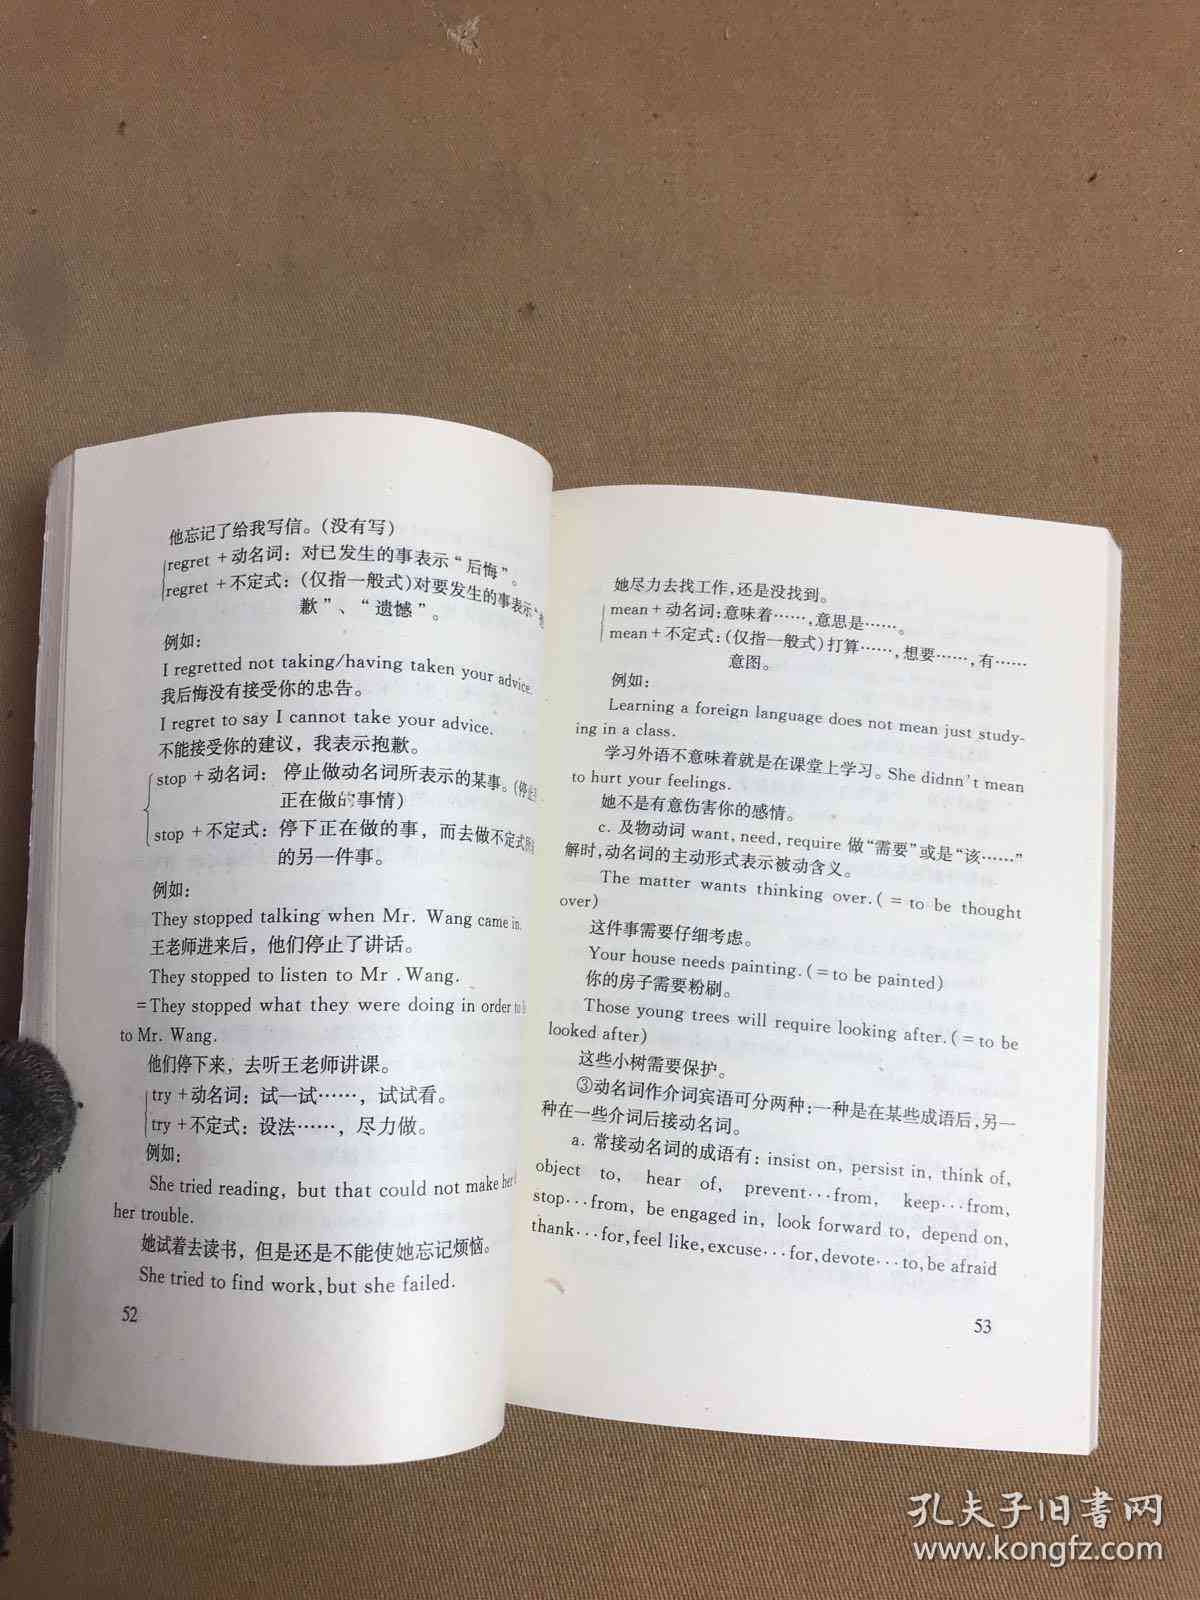 他忘记了给我写信。(没有写)
regret + 动名词：对已发生的事表示“后悔”。
regret + 不定式：(仅指一般式)对要发生的事表示“
歉”、“遗憾”。
例如：
I regretted not taking/having taken your advice.
我后悔没有接受你的忠告。
I regret to say I cannot take your advice.
不能接受你的建议，我表示抱歉。
stop + 动名词：停止做动名词所表示的某事。(停止
正在做的事情)
stop + 不定式：停下正在做的事，而去做不定式所
的另一件事。
例如：
They stopped talking when Mr. Wang came in.
王老师进来后，他们停止了讲话。
They stopped to listen to Mr .Wang.
=They stopped what they were doing in order to
to Mr. Wang.
他们停下来，去听王老师讲课。
try + 动名词：试一试……，试试看。
try + 不定式：设法……，尽力做。
例如：
She tried reading, but that could not make her
her trouble.
她试着去读书，但是还是不能使她忘记烦恼。
She tried to find work, but she failed.
52
她尽力去找工作,还是没找到。
mean + 动名词：意味着……,意思是……。
mean + 不定式：(仅指一般式)打算……,想要……,有……
意图。
例如：
Learning a foreign language does not mean just study-
ing in a class.
学习外语不意味着就是在课堂上学习。She didnn't mean
to hurt your feelings.
她不是有意伤害你的感情。
c. 及物动词 want, need, require 做“需要”或是“该……”
解时,动名词的主动形式表示被动含义。
The matter wants thinking over. ( = to be thought
over)
这件事需要仔细考虑。
Your house needs painting. (=to be painted)
你的房子需要粉刷。
Those young trees will require looking after. (=to be
looked after)
这些小树需要保护。
③动名词作介词宾语可分两种：一种是在某些成语后,另一
种在一些介词后接动名词。
a. 常接动名词的成语有：insist on, persist in, think of,
object to, hear of, prevent…from, keep…from,
stop…from, be engaged in, look forward to, depend on,
thank…for, feel like, excuse…for, devote…to, be afraid
53
孔夫子旧书网
www.kongfz.com